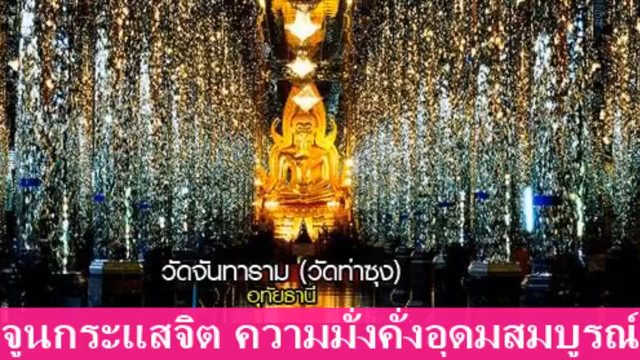 วัดจันทาราม (วัดท่าซุง)
อุทัยธานี
จูนกระแสจิต ความมั่งคั่งอุดมสมบูรณ์